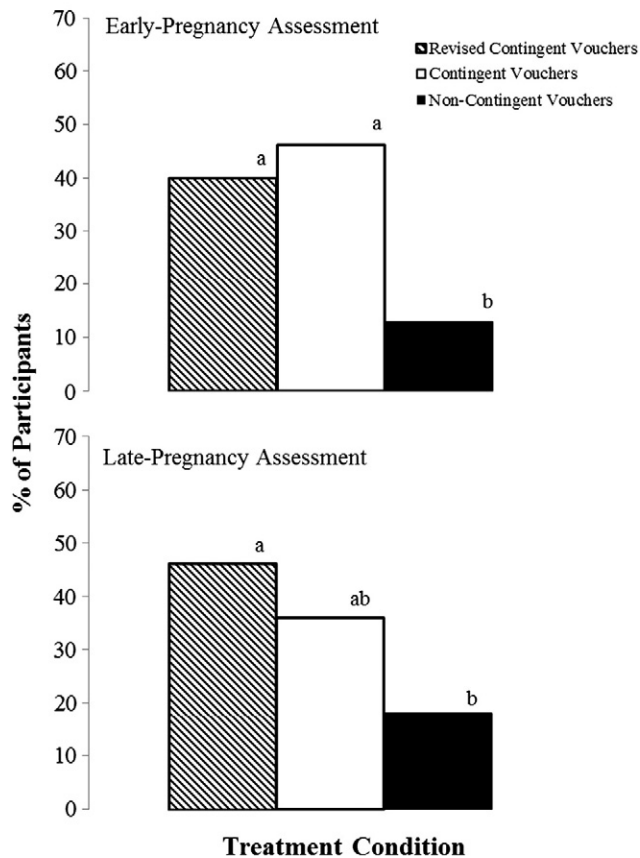 % of Participants
70
Early-Pregnancy Assessment
60
50
40
30
20
10
0
Revised Contingent Vouchers
Contingent Vouchers
Non-Contingent Vouchers
a
a
b
70
Late-Pregnancy Assessment
60
50
40
30
20
10
0
a
ab
b
Treatment Condition